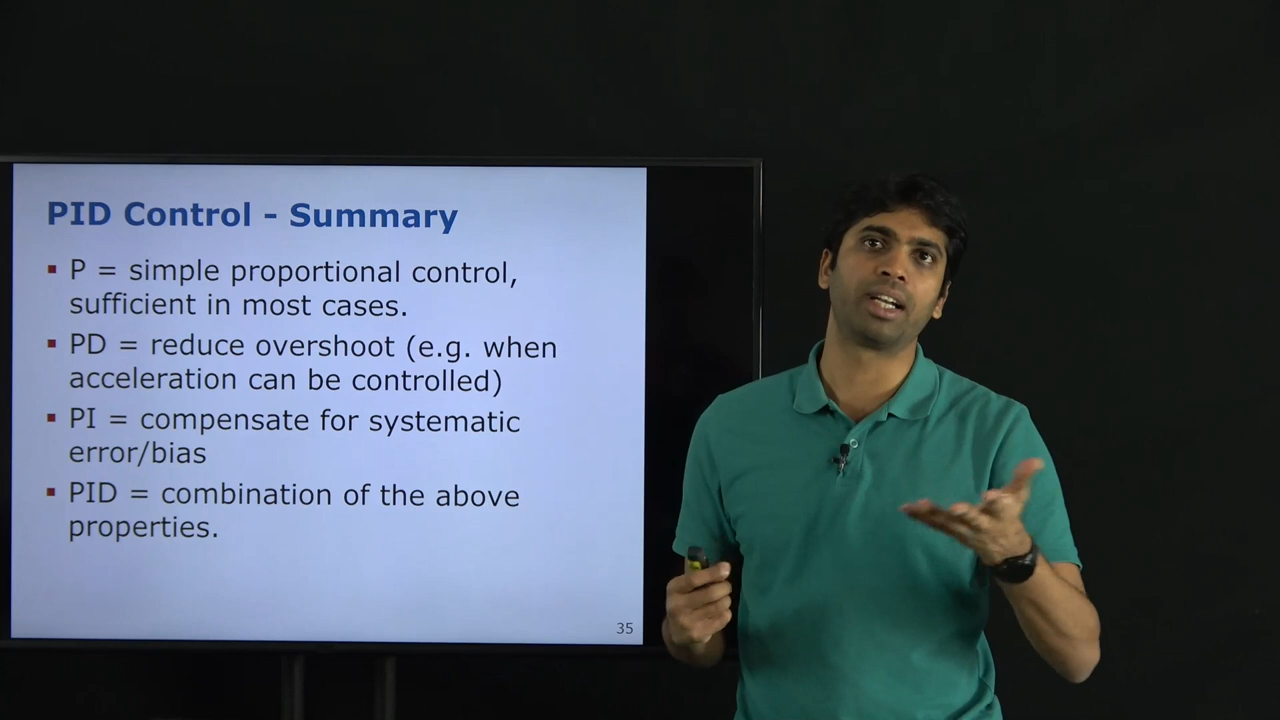 PID Control - Summary
▪ P = simple proportional control,
sufficient in most cases.
▪ PD = reduce overshoot (e.g. when
acceleration can be controlled)
▪ PI = compensate for systematic
error/bias
▪ PID = combination of the above
properties.
35